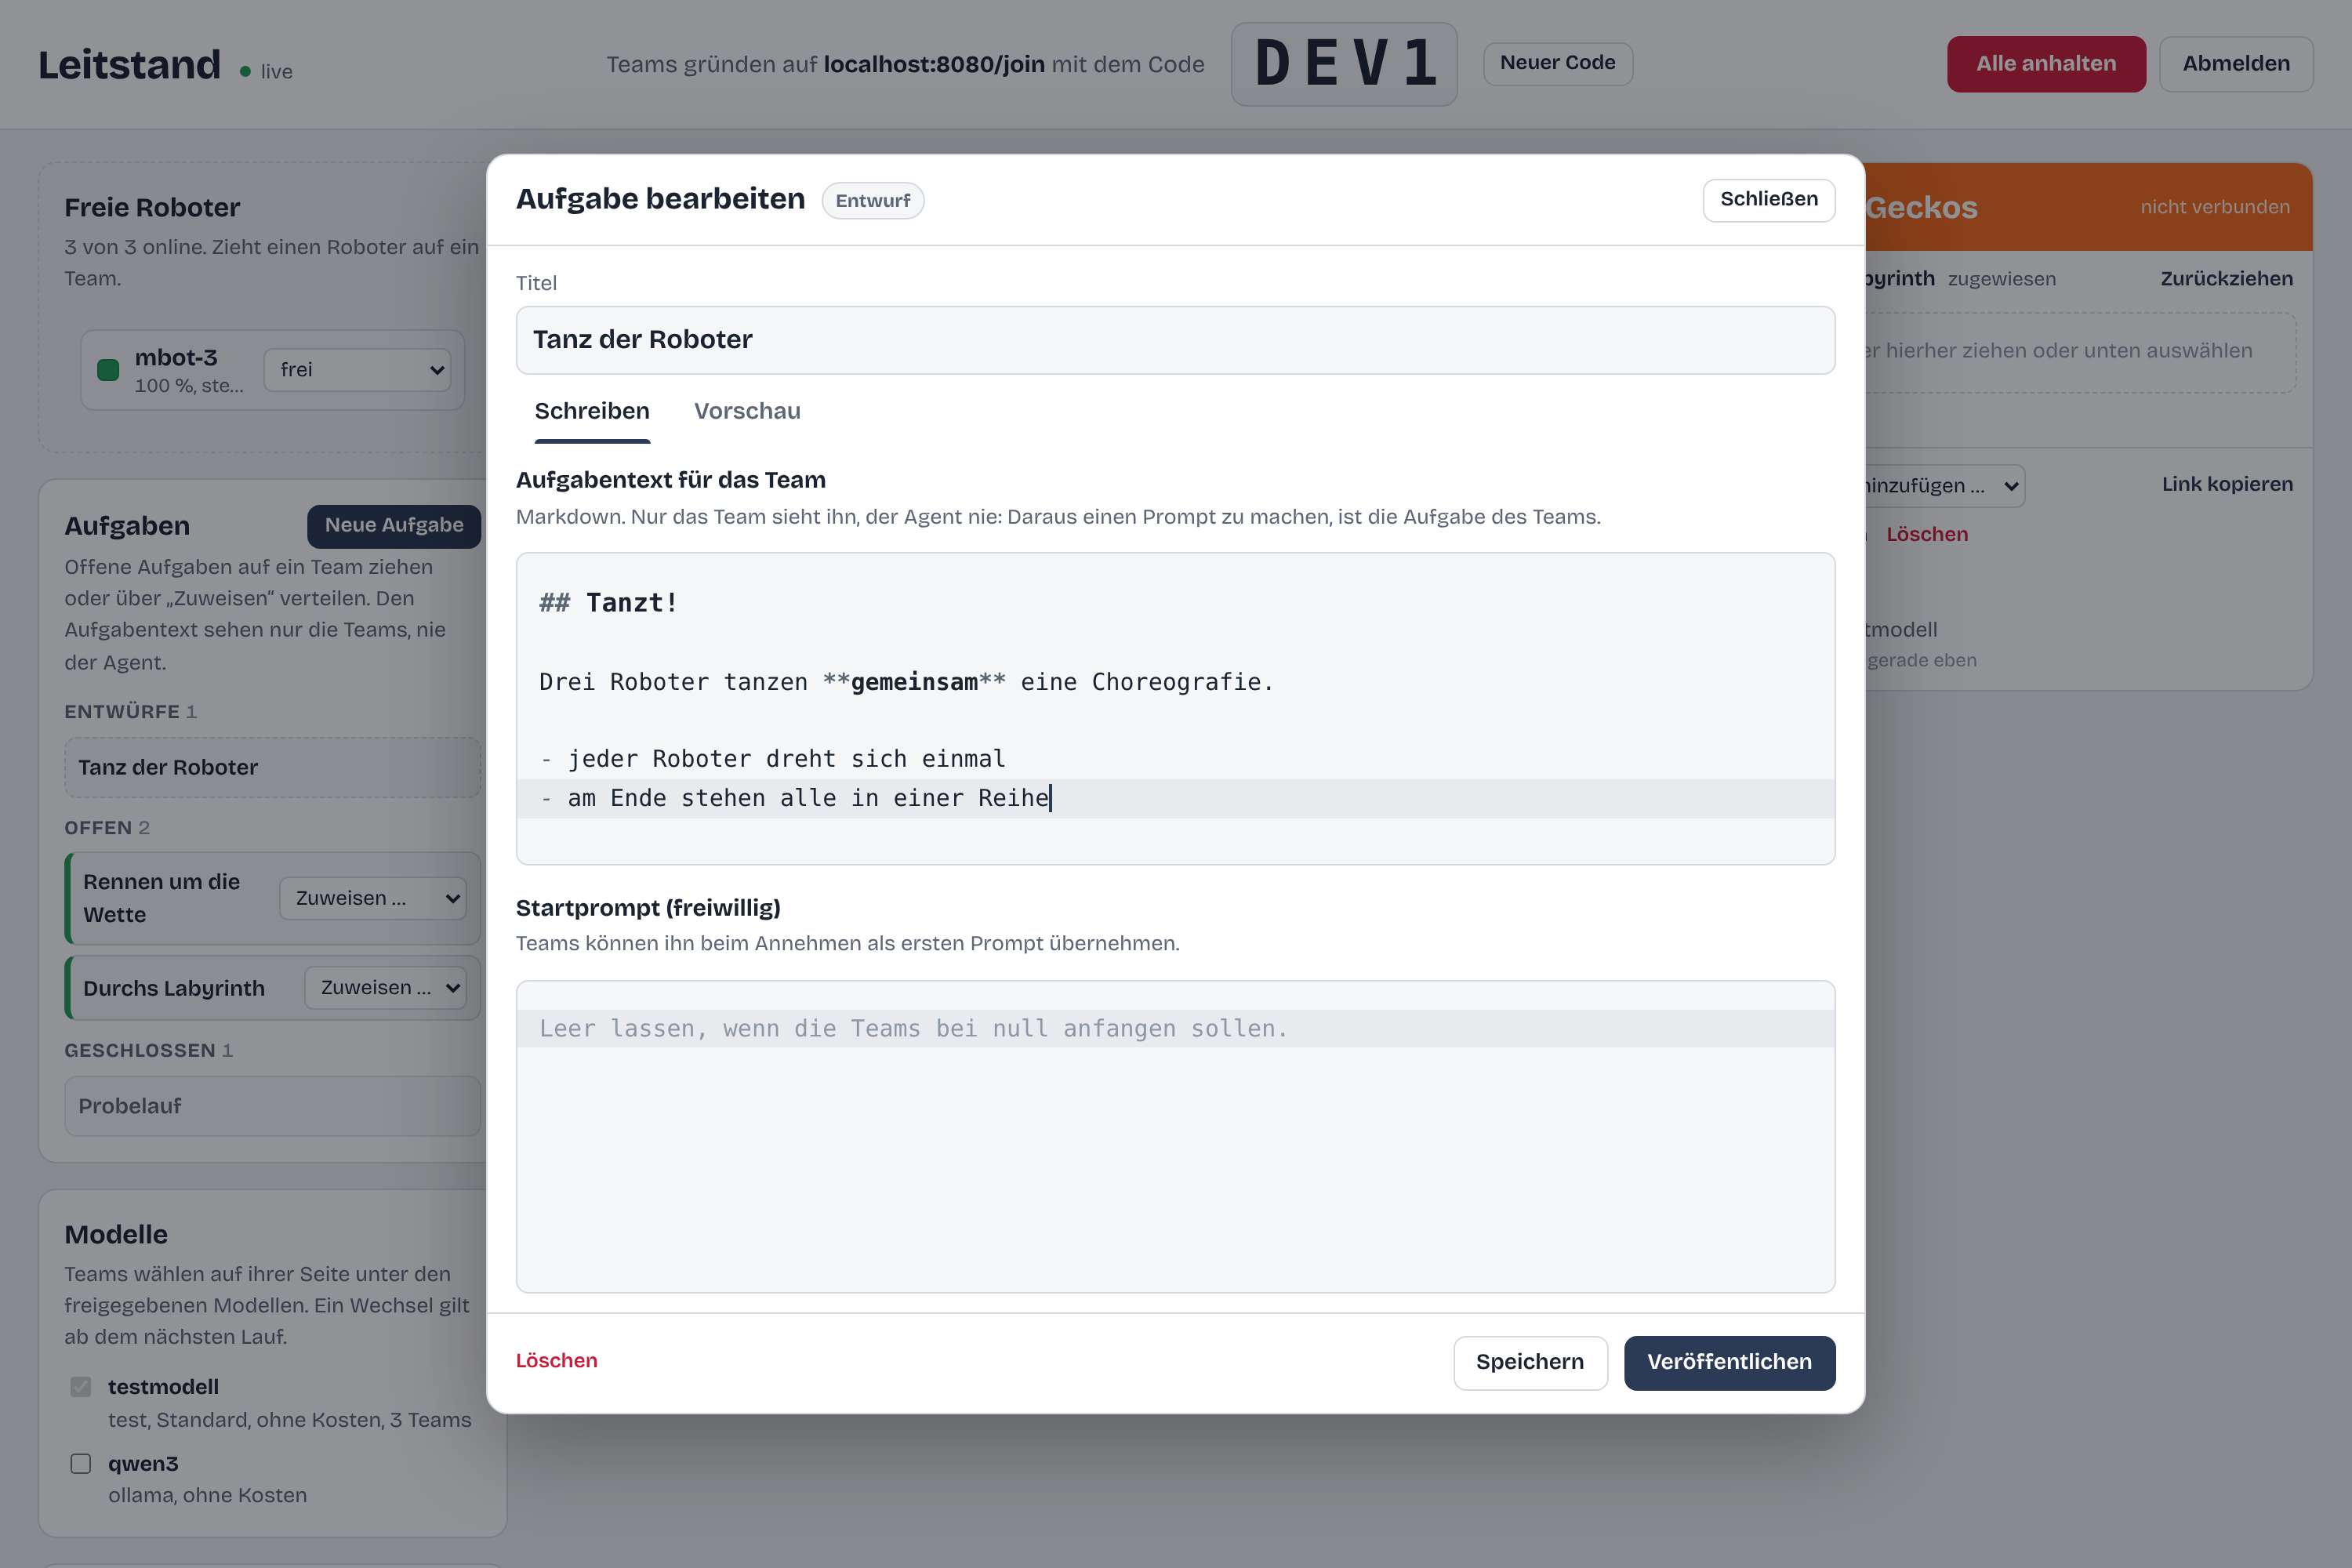 Leitstand live
Teams gründen auf localhost:8080/join mit dem Code DEV1 Neuer Code
Alle anhalten Abmelden
Freie Roboter
3 von 3 online. Zieht einen Roboter auf ein
Team.
mbot-3
100 %, ste...
frei
Aufgaben Neue Aufgabe
Offene Aufgaben auf ein Team ziehen
oder über „Zuweisen“ verteilen. Den
Aufgabentext sehen nur die Teams, nie
der Agent.
ENTWÜRFE 1
Tanz der Roboter
OFFEN 2
Rennen um die
Wette
Zuweisen ...
Durchs Labyrinth Zuweisen ...
GESCHLOSSEN 1
Probelauf
Modelle
Teams wählen auf ihrer Seite unter den
freigegebenen Modellen. Ein Wechsel gilt
ab dem nächsten Lauf.
testmodell
test, Standard, ohne Kosten, 3 Teams
qwen3
ollama, ohne Kosten
Aufgabe bearbeiten Entwurf Schließen
Titel
Tanz der Roboter
Schreiben Vorschau
Aufgabentext für das Team
Markdown. Nur das Team sieht ihn, der Agent nie: Daraus einen Prompt zu machen, ist die Aufgabe des Teams.
## Tanzt!
Drei Roboter tanzen **gemeinsam** eine Choreografie.
- jeder Roboter dreht sich einmal
- am Ende stehen alle in einer Reihe
Startprompt (freiwillig)
Teams können ihn beim Annehmen als ersten Prompt übernehmen.
Leer lassen, wenn die Teams bei null anfangen sollen.
Löschen Speichern Veröffentlichen
Geckos nicht verbunden
zugewiesen Zurückziehen
hierher ziehen oder unten auswählen
hinzufügen ... Link kopieren
Löschen
gerade eben